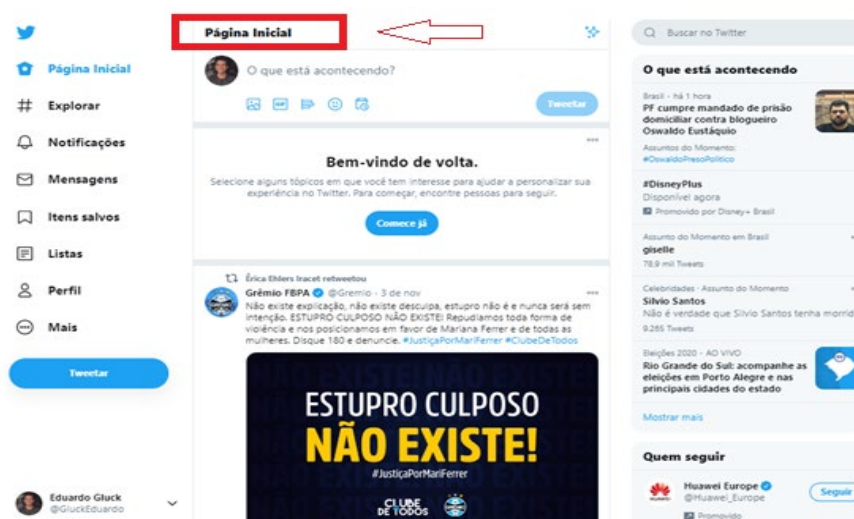 Página Inicial
Explorar
Notificações
Mensagens
Itens salvos
Listas
Perfil
Mais
Tweetar
Eduardo Gluck
@GluckEduardo
Página Inicial
O que está acontecendo?
GIF
Tweetar
Bem-vindo de volta.
Selecione alguns tópicos em que você tem interesse para ajudar a personalizar sua
experiência no Twitter. Para começar, encontre pessoas para seguir.
Comece já
Érica Ehlers Iracet retweetou
Grêmio FBPA @Gremio · 3 de nov
Não existe explicação, não existe desculpa, estupro não é e nunca será sem
intenção. ESTUPRO CULPOSO NÃO EXISTE! Repudiamos toda forma de
violência e nos posicionamos em favor de Mariana Ferrer e de todas as
mulheres. Disque 180 e denuncie. #JustiçaPorMariFerrer #ClubeDeTodos
ESTUPRO CULPOSO
NÃO EXISTE!
#JustiçaPorMariFerrer
CLUBE
DE TODOS
Buscar no Twitter
O que está acontecendo
Brasil · há 1 hora
PF cumpre mandado de prisão
domiciliar contra blogueiro
Oswaldo Eustáquio
Assuntos do Momento:
#OswaldoPresoPolitico
#DisneyPlus
Disponível agora
Promovido por Disney+ Brasil
Assunto do Momento em Brasil
giselle
78,9 mil Tweets
Celebridades · Assunto do Momento
Silvio Santos
Não é verdade que Silvio Santos tenha morrid
9.265 Tweets
Eleições 2020 · AO VIVO
Rio Grande do Sul: acompanhe as
eleições em Porto Alegre e nas
principais cidades do estado
Mostrar mais
Quem seguir
Huawei Europe
@Huawei_Europe
Seguir
Promovido